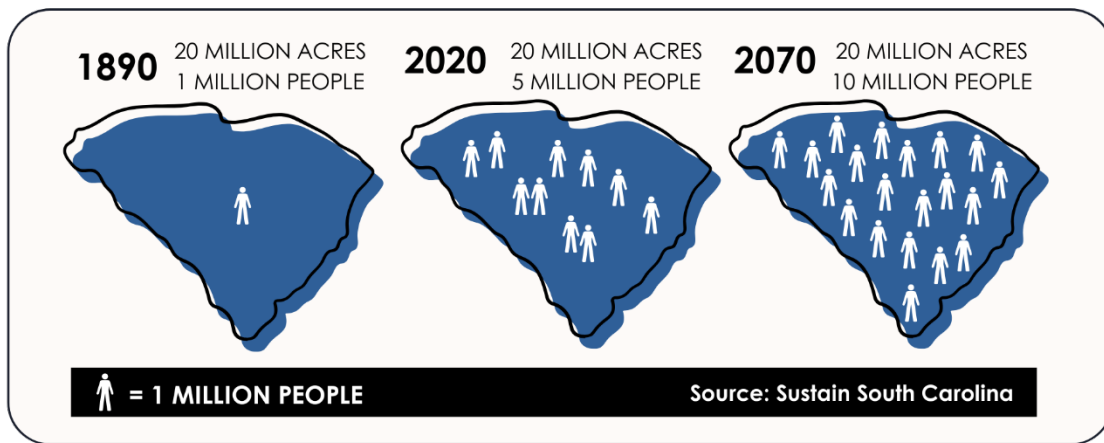 1890
20 MILLION ACRES
1 MILLION PEOPLE
2020
20 MILLION ACRES
5 MILLION PEOPLE
2070
20 MILLION ACRES
10 MILLION PEOPLE
= 1 MILLION PEOPLE
Source: Sustain South Carolina